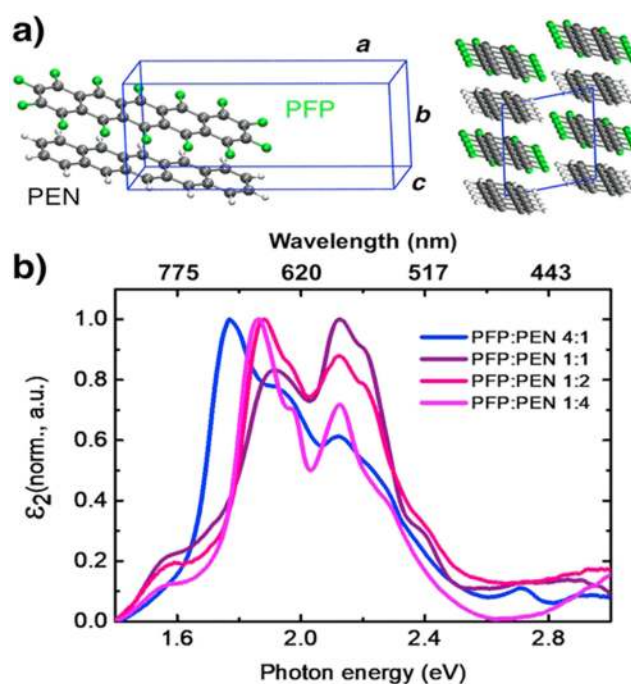 a)
a
PFP
b
PEN
c
Wavelength (nm)
b)
775 620 517 443
1.0
0.8
0.6
0.4
0.2
0.0
ε2(norm., a.u.)
PFP:PEN 4:1
PFP:PEN 1:1
PFP:PEN 1:2
PFP:PEN 1:4
1.6 2.0 2.4 2.8
Photon energy (eV)